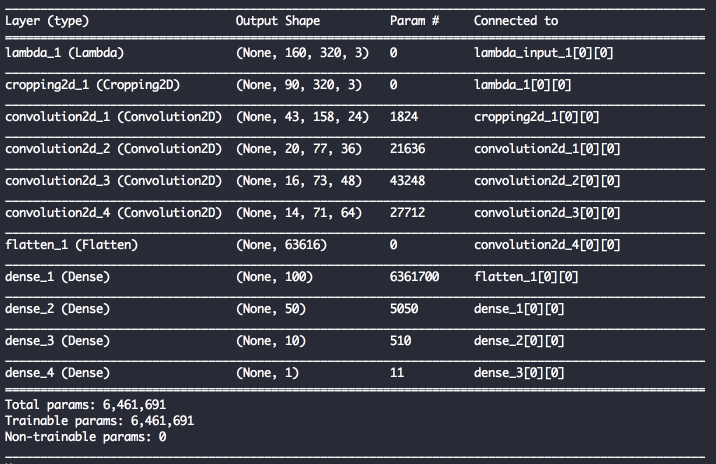 Layer (type) Output Shape Param # Connected to
lambda_1 (Lambda) (None, 160, 320, 3) 0 lambda_input_1[0][0]
cropping2d_1 (Cropping2D) (None, 90, 320, 3) 0 lambda_1[0][0]
convolution2d_1 (Convolution2D) (None, 43, 158, 24) 1824 cropping2d_1[0][0]
convolution2d_2 (Convolution2D) (None, 20, 77, 36) 21636 convolution2d_1[0][0]
convolution2d_3 (Convolution2D) (None, 16, 73, 48) 43248 convolution2d_2[0][0]
convolution2d_4 (Convolution2D) (None, 14, 71, 64) 27712 convolution2d_3[0][0]
flatten_1 (Flatten) (None, 63616) 0 convolution2d_4[0][0]
dense_1 (Dense) (None, 100) 6361700 flatten_1[0][0]
dense_2 (Dense) (None, 50) 5050 dense_1[0][0]
dense_3 (Dense) (None, 10) 510 dense_2[0][0]
dense_4 (Dense) (None, 1) 11 dense_3[0][0]
Total params: 6,461,691
Trainable params: 6,461,691
Non-trainable params: 0